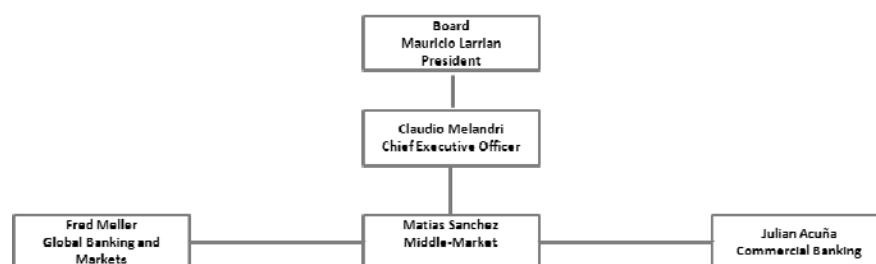 Board
Mauricio Larrian
President
Claudio Melandri
Chief Executive Officer
Fred Meller
Global Banking and
Markets
Matias Sanchez
Middle-Market
Julian Acuña
Commercial Banking